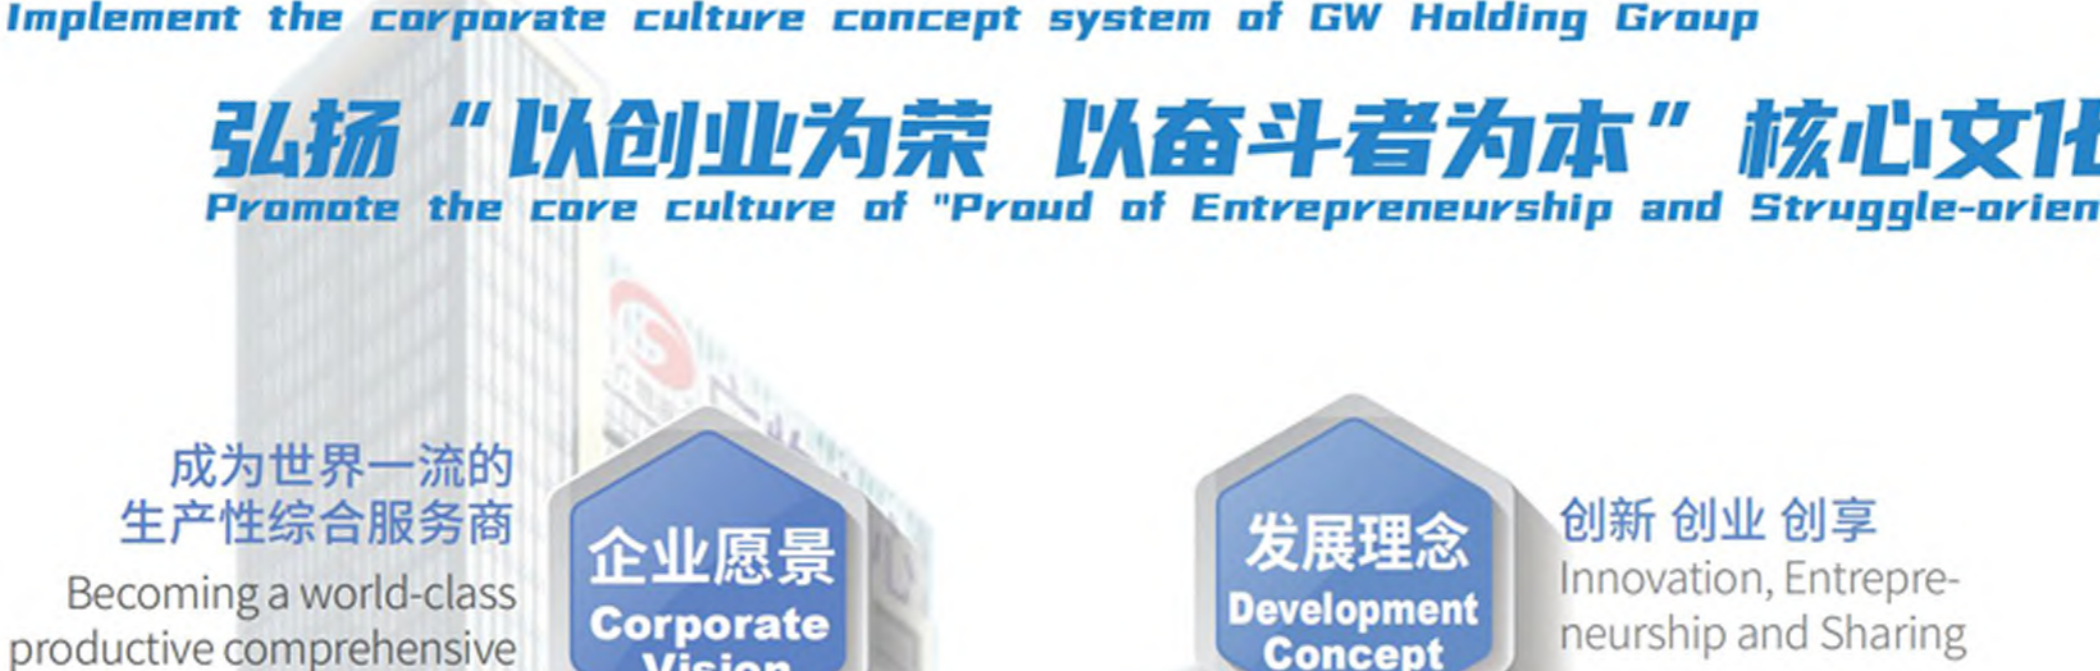 Implement the corporate culture concept system of GW Holding Group
弘扬“以创业为荣 以奋斗者为本”核心文化
Promote the core culture of "Proud of Entrepreneurship and Struggle-orien
成为世界一流的
生产性综合服务商
Becoming a world-class
productive comprehensive
企业愿景
Corporate
Vision
发展理念
Development
Concept
创新 创业 创享
Innovation, Entrepre-
neurship and Sharing